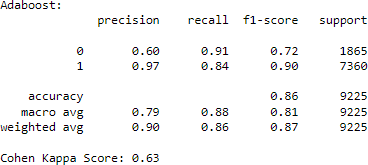 Adaboost:
precision recall f1-score support
0 0.60 0.91 0.72 1865
1 0.97 0.84 0.90 7360
accuracy 0.86 9225
macro avg 0.79 0.88 0.81 9225
weighted avg 0.90 0.86 0.87 9225
Cohen Kappa Score: 0.63